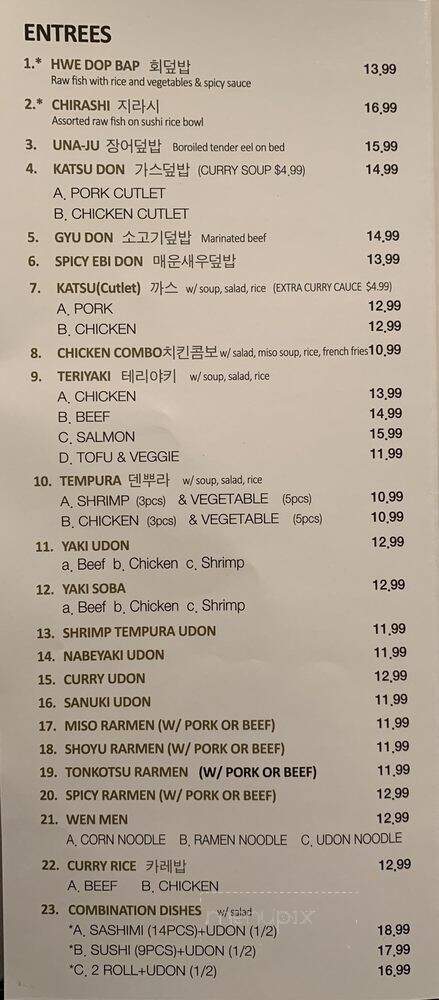 ENTREES
1.* HWE DOP BAP 회덮밥 13.99
Raw fish with rice and vegetables & spicy sauce
2.* CHIRASHI 지라시 16.99
Assorted raw fish on sushi rice bowl
3. UNA-JU 장어덮밥 Boroiled tender eel on bed 15.99
4. KATSU DON 가스덮밥 (CURRY SOUP $4.99) 14.99
A. PORK CUTLET
B. CHICKEN CUTLET
5. GYU DON 소고기덮밥 Marinated beef 14.99
6. SPICY EBI DON 매운새우덮밥 13.99
7. KATSU(Cutlet) 까스 w/ soup, salad, rice (EXTRA CURRY CAUCE $4.99)
A. PORK 12.99
B. CHICKEN 12.99
8. CHICKEN COMBO치킨콤보 w/ salad, miso soup, rice, french fries 10.99
9. TERIYAKI 테리야키 w/ soup, salad, rice
A. CHICKEN 13.99
B. BEEF 14.99
C. SALMON 15.99
D. TOFU & VEGGIE 11.99
10. TEMPURA 덴뿌라 w/ soup, salad, rice
A. SHRIMP (3pcs) & VEGETABLE (5pcs) 10.99
B. CHICKEN (3pcs) & VEGETABLE (5pcs) 10.99
11. YAKI UDON 12.99
a. Beef b. Chicken c. Shrimp
12. YAKI SOBA 12.99
a. Beef b. Chicken c. Shrimp
13. SHRIMP TEMPURA UDON 11.99
14. NABEYAKI UDON 11.99
15. CURRY UDON 12.99
16. SANUKI UDON 11.99
17. MISO RARMEN (W/ PORK OR BEEF) 11.99
18. SHOYU RARMEN (W/ PORK OR BEEF) 11.99
19. TONKOTSU RARMEN (W/ PORK OR BEEF) 11.99
20. SPICY RARMEN (W/ PORK OR BEEF) 12.99
21. WEN MEN 12.99
A. CORN NOODLE B. RAMEN NOODLE C. UDON NOODLE
22. CURRY RICE 카레밥 12.99
A. BEEF B. CHICKEN
23. COMBINATION DISHES w/ salad
menupix
*A. SASHIMI (14PCS)+UDON (1/2) 18.99
*B. SUSHI (9PCS)+UDON (1/2) 17.99
*C. 2 ROLL+UDON (1/2) 16.99